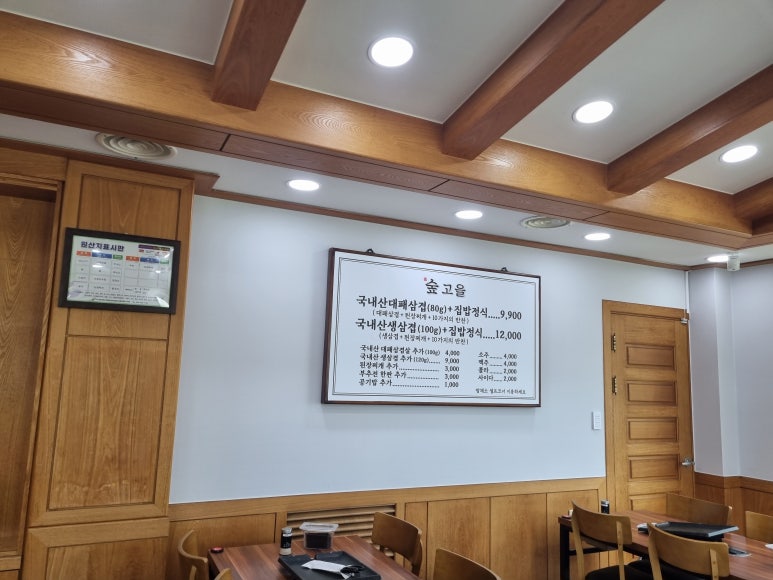 원산지표시판
숲고을
국내산대패삼겹(80g)+집밥정식.....9,900
(대패삼겹+된장찌개+10가지의 반찬)
국내산생삼겹(100g)+집밥정식.....12,000
(생삼겹+된장찌개+10가지의 반찬)
국내산 대패삼겹살 추가 (100g) 4,000
국내산 생삼겹 추가 (120g)...... 9,000
된장찌개 추가........................ 3,000
부추전 한판 추가.................... 3,000
공기밥 추가........................... 1,000
소주......4,000
맥주......4,000
콜라......2,000
사이다...2,000